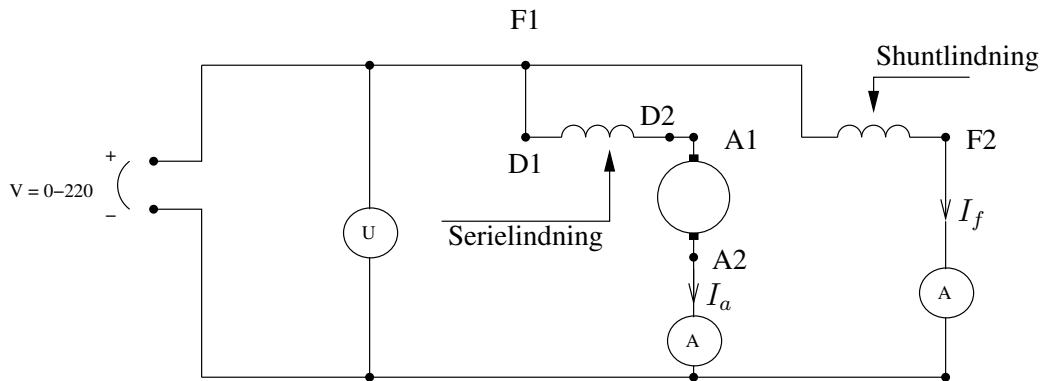 F1
Shuntlindning
D2
A1
F2
D1
+
V = 0−220
−
U
Serielindning
I_f
A2
I_a
A
A